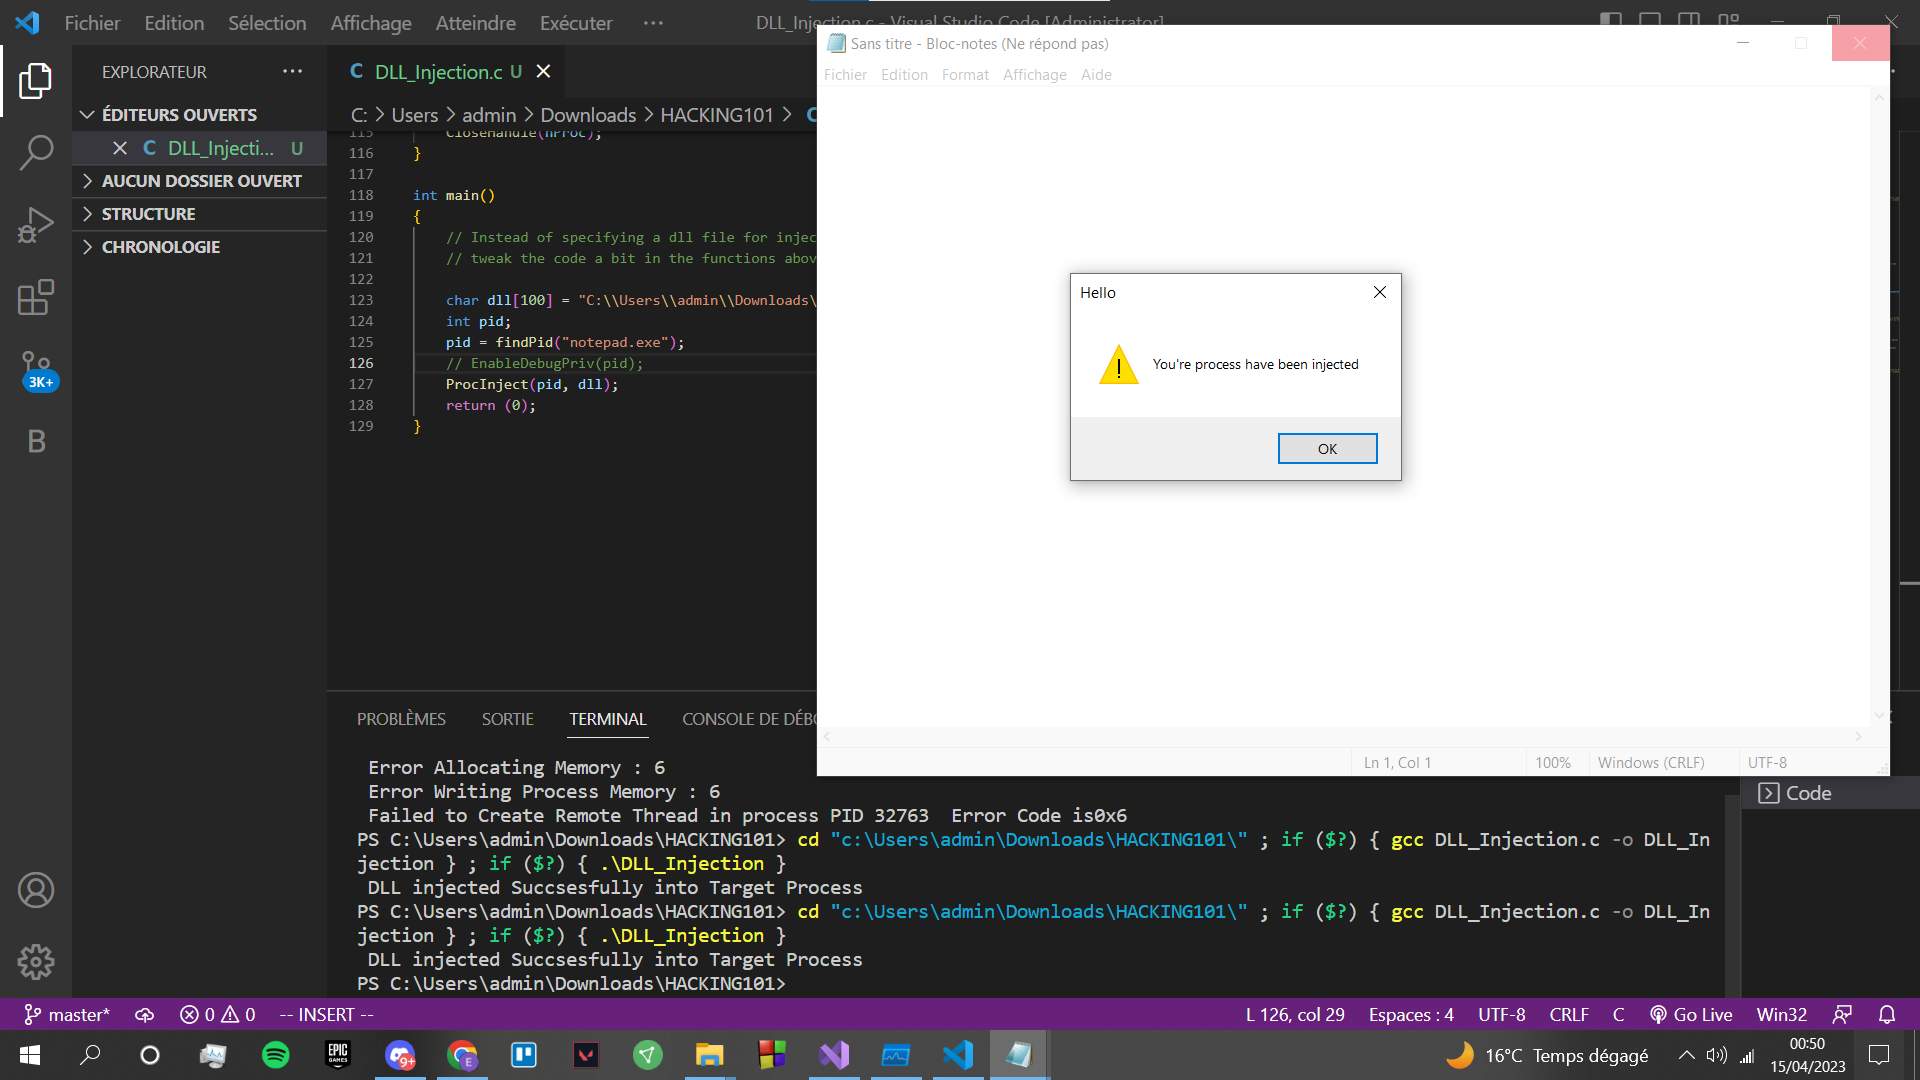 Fichier Edition Sélection Affichage Atteindre Exécuter ···
DLL_Injection.c - Visual Studio Code [Administrator]
EXPLORATEUR
ÉDITEURS OUVERTS
C DLL_Injecti... U
AUCUN DOSSIER OUVERT
STRUCTURE
CHRONOLOGIE
3K+
B
C DLL_Injection.c U
C: > Users > admin > Downloads > HACKING101 >
115 CloseHandle(hProc);
116 }
117
118 int main()
119 {
120 // Instead of specifying a dll file for injec
121 // tweak the code a bit in the functions abov
122
123 char dll[100] = "C:\\Users\\admin\\Downloads\
124 int pid;
125 pid = findPid("notepad.exe");
126 // EnableDebugPriv(pid);
127 ProcInject(pid, dll);
128 return (0);
129 }
Sans titre - Bloc-notes (Ne répond pas)
Fichier Edition Format Affichage Aide
Hello
You're process have been injected
OK
Ln 1, Col 1 100% Windows (CRLF) UTF-8
PROBLÈMES SORTIE TERMINAL CONSOLE DE DÉBO
Code
Error Allocating Memory : 6
Error Writing Process Memory : 6
Failed to Create Remote Thread in process PID 32763 Error Code is0x6
PS C:\Users\admin\Downloads\HACKING101> cd "c:\Users\admin\Downloads\HACKING101\" ; if ($?) { gcc DLL_Injection.c -o DLL_In
jection } ; if ($?) { .\DLL_Injection }
DLL injected Succsesfully into Target Process
PS C:\Users\admin\Downloads\HACKING101> cd "c:\Users\admin\Downloads\HACKING101\" ; if ($?) { gcc DLL_Injection.c -o DLL_In
jection } ; if ($?) { .\DLL_Injection }
DLL injected Succsesfully into Target Process
PS C:\Users\admin\Downloads\HACKING101>
master* 0 0 -- INSERT -- L 126, col 29 Espaces : 4 UTF-8 CRLF C Go Live Win32
EPIC GAMES
9+
E
16°C Temps dégagé
00:50
15/04/2023